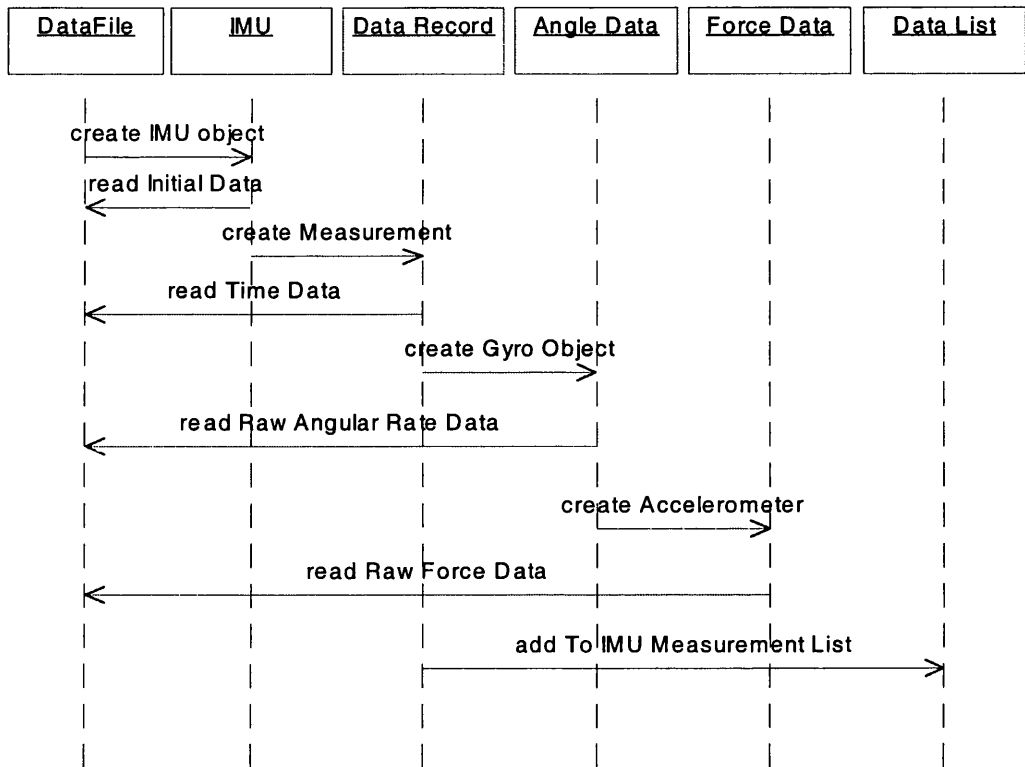 DataFile
IMU
Data Record
Angle Data
Force Data
Data List
create IMU object
read Initial Data
create Measurement
read Time Data
create Gyro Object
read Raw Angular Rate Data
create Accelerometer
read Raw Force Data
add To IMU Measurement List